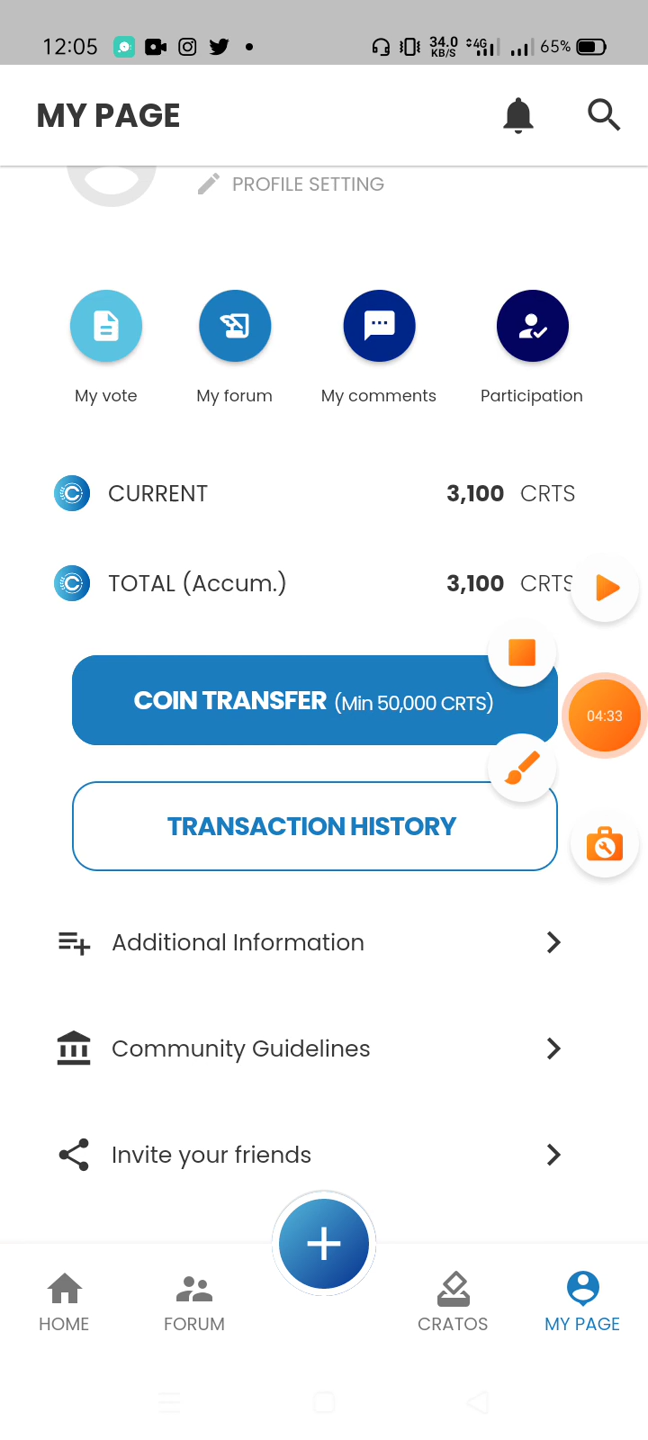 12:05 34.0 KB/S 4G 65%
MY PAGE
PROFILE SETTING
My vote My forum My comments Participation
CURRENT 3,100 CRTS
TOTAL (Accum.) 3,100 CRTS
COIN TRANSFER (Min 50,000 CRTS)
04:33
TRANSACTION HISTORY
Additional Information
Community Guidelines
Invite your friends
HOME FORUM CRATOS MY PAGE